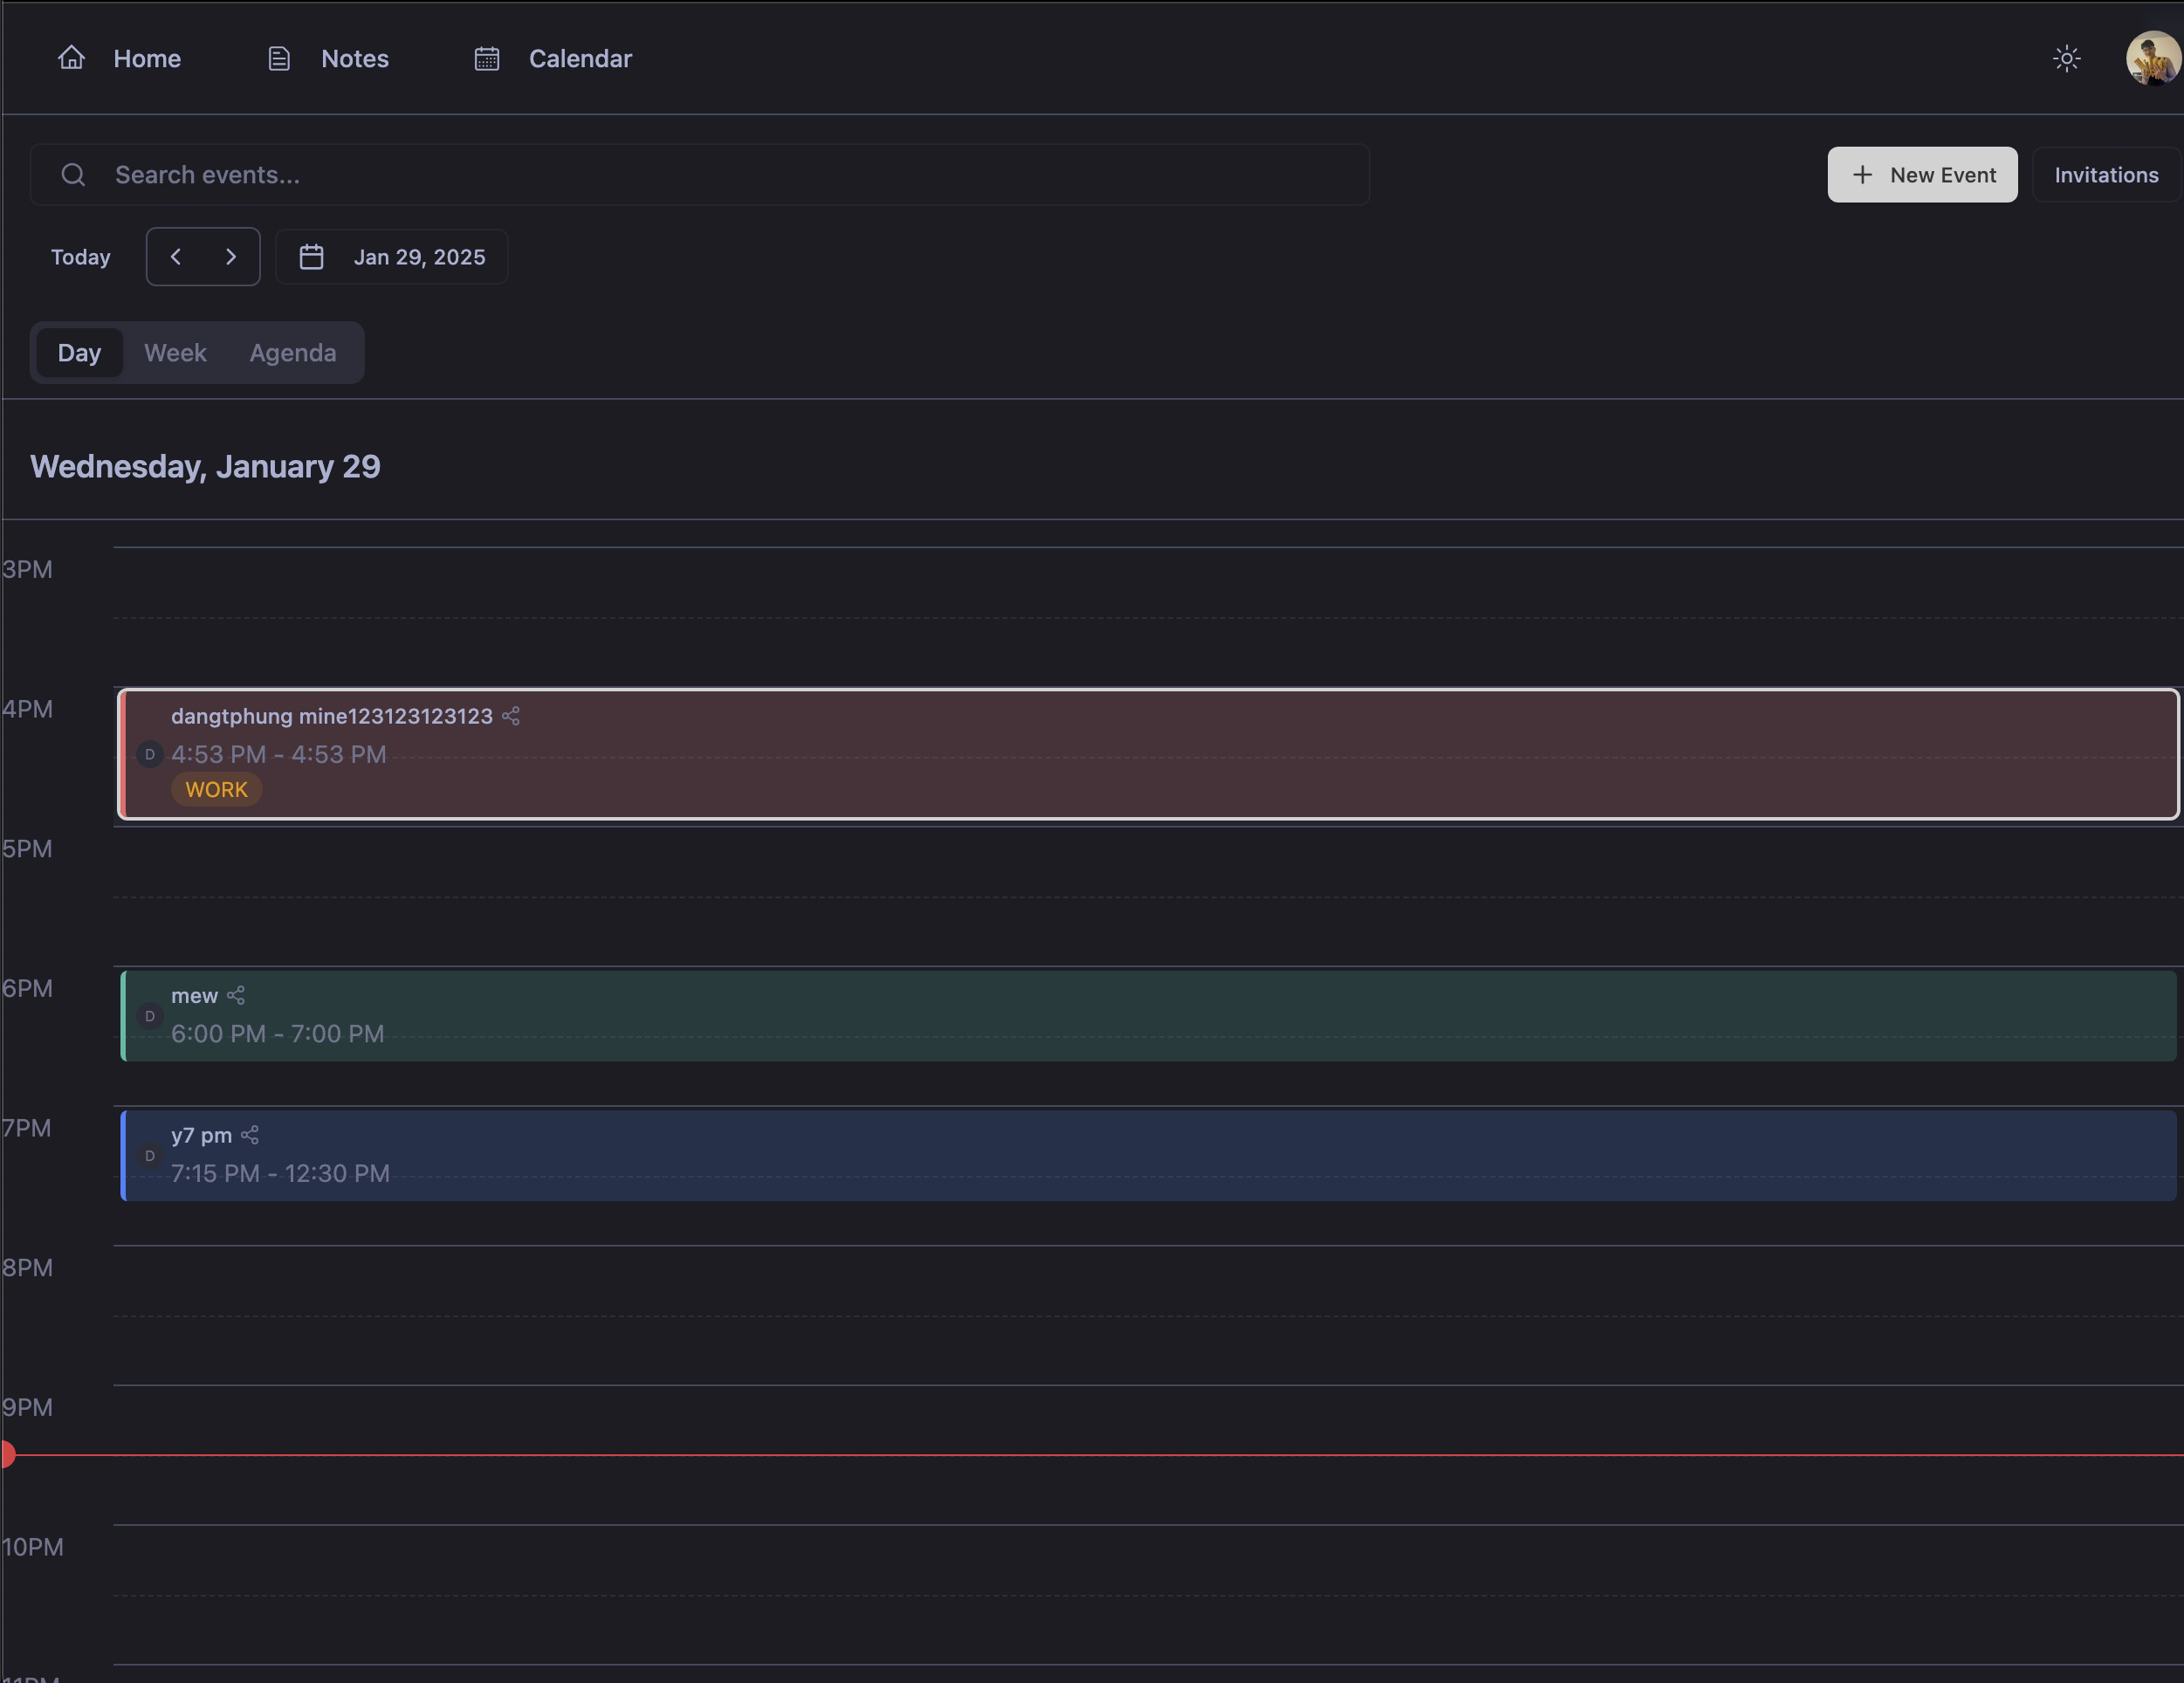 Home Notes Calendar
Search events...
New Event Invitations
Today Jan 29, 2025
Day Week Agenda
Wednesday, January 29
3PM
4PM
dangtphung mine123123123123
D 4:53 PM - 4:53 PM
WORK
5PM
6PM
mew
D
6:00 PM - 7:00 PM
7PM
y7 pm
D
7:15 PM - 12:30 PM
8PM
9PM
10PM
11PM